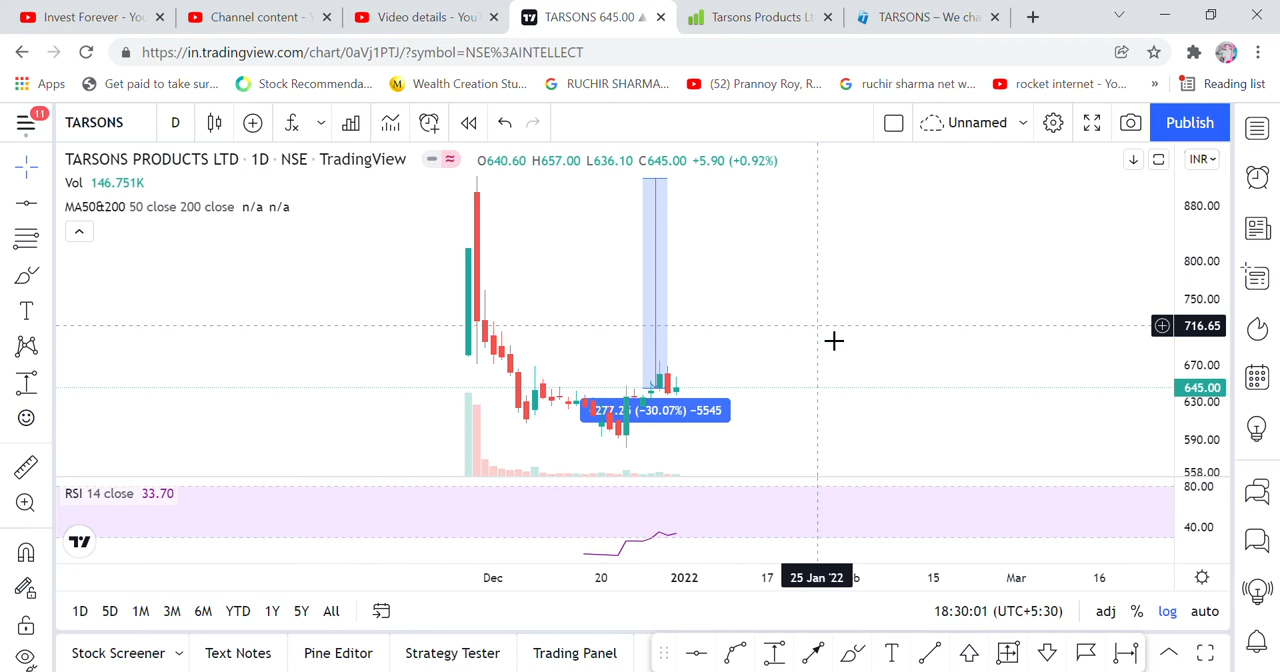 Invest Forever - You
Channel content -
Video details - YouT
TARSONS 645.00
Tarsons Products Lt
TARSONS – We cha
https://in.tradingview.com/chart/0aVj1PTJ/?symbol=NSE%3AINTELLECT
Apps
Get paid to take sur...
Stock Recommenda...
Wealth Creation Stu...
RUCHIR SHARMA...
(52) Prannoy Roy, R...
ruchir sharma net w...
rocket internet - Yo...
»
Reading list
11
TARSONS
D
Unnamed
Publish
TARSONS PRODUCTS LTD · 1D · NSE · TradingView
O640.60 H657.00 L636.10 C645.00 +5.90 (+0.92%)
INR
Vol 146.751K
MA50&200 50 close 200 close n/a n/a
880.00
800.00
750.00
716.65
670.00
645.00
630.00
590.00
558.00
277.25 (−30.07%) −5545
RSI 14 close 33.70
80.00
40.00
Dec
20
2022
17
25 Jan '22
b
15
Mar
16
1D 5D 1M 3M 6M YTD 1Y 5Y All
18:30:01 (UTC+5:30)
adj % log auto
Stock Screener
Text Notes
Pine Editor
Strategy Tester
Trading Panel